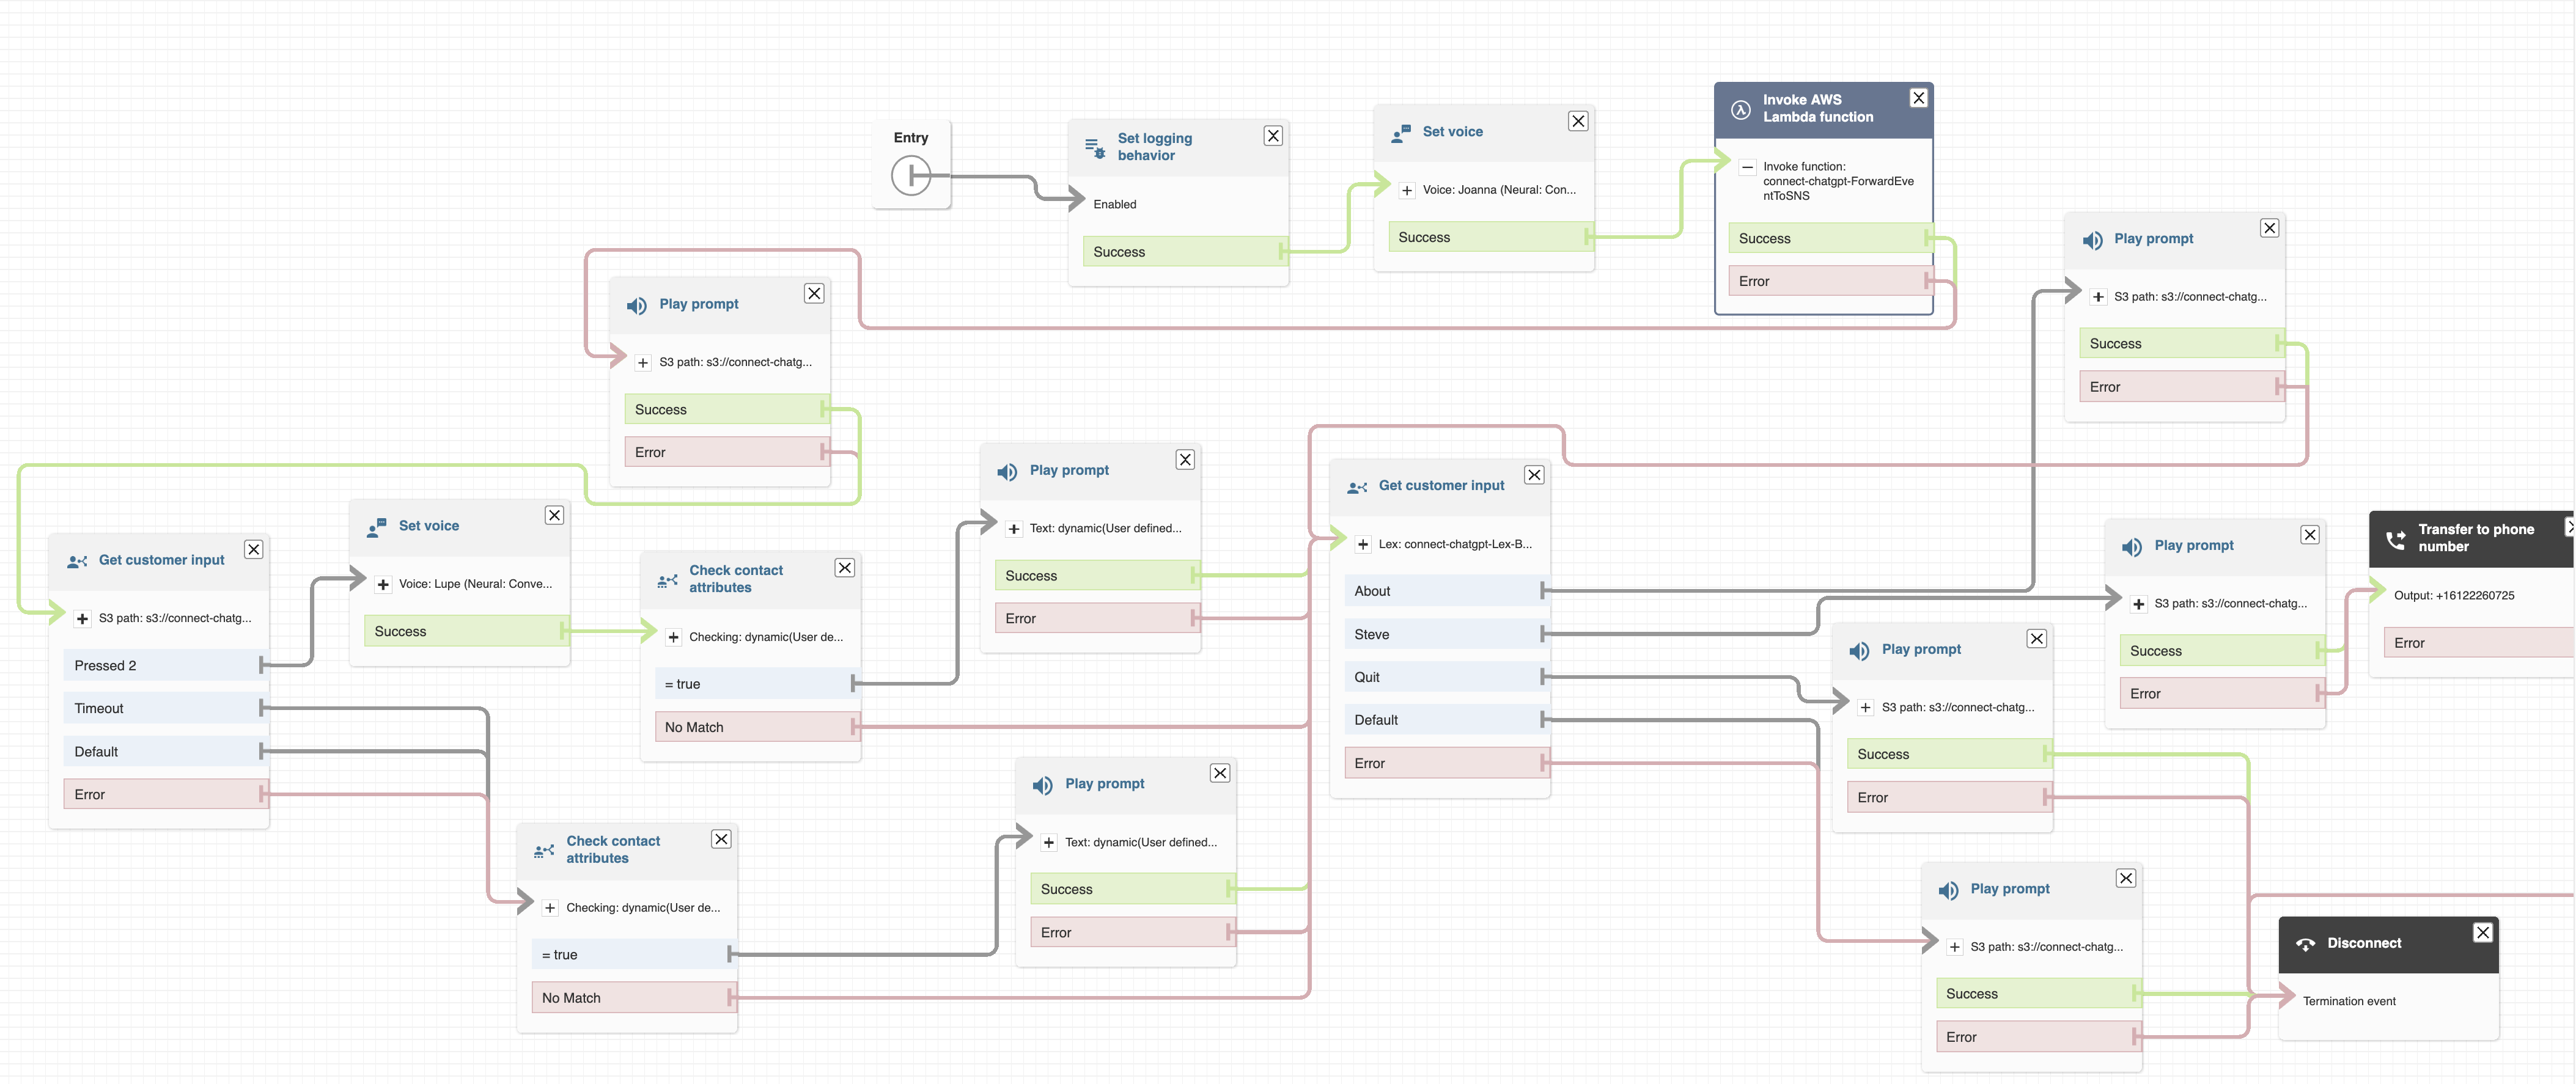 Entry
Set logging
behavior
Enabled
Success
Set voice
Voice: Joanna (Neural: Con...
Success
Invoke AWS
Lambda function
Invoke function:
connect-chatgpt-ForwardEve
ntToSNS
Success
Error
Play prompt
S3 path: s3://connect-chatg...
Success
Error
Play prompt
S3 path: s3://connect-chatg...
Success
Error
Get customer input
S3 path: s3://connect-chatg...
Pressed 2
Timeout
Default
Error
Set voice
Voice: Lupe (Neural: Conve...
Success
Check contact
attributes
Checking: dynamic(User de...
= true
No Match
Play prompt
Text: dynamic(User defined...
Success
Error
Check contact
attributes
Checking: dynamic(User de...
= true
No Match
Play prompt
Text: dynamic(User defined...
Success
Error
Get customer input
Lex: connect-chatgpt-Lex-B...
About
Steve
Quit
Default
Error
Play prompt
S3 path: s3://connect-chatg...
Success
Error
Transfer to phone
number
Output: +16122260725
Error
Play prompt
S3 path: s3://connect-chatg...
Success
Error
Play prompt
S3 path: s3://connect-chatg...
Success
Error
Disconnect
Termination event